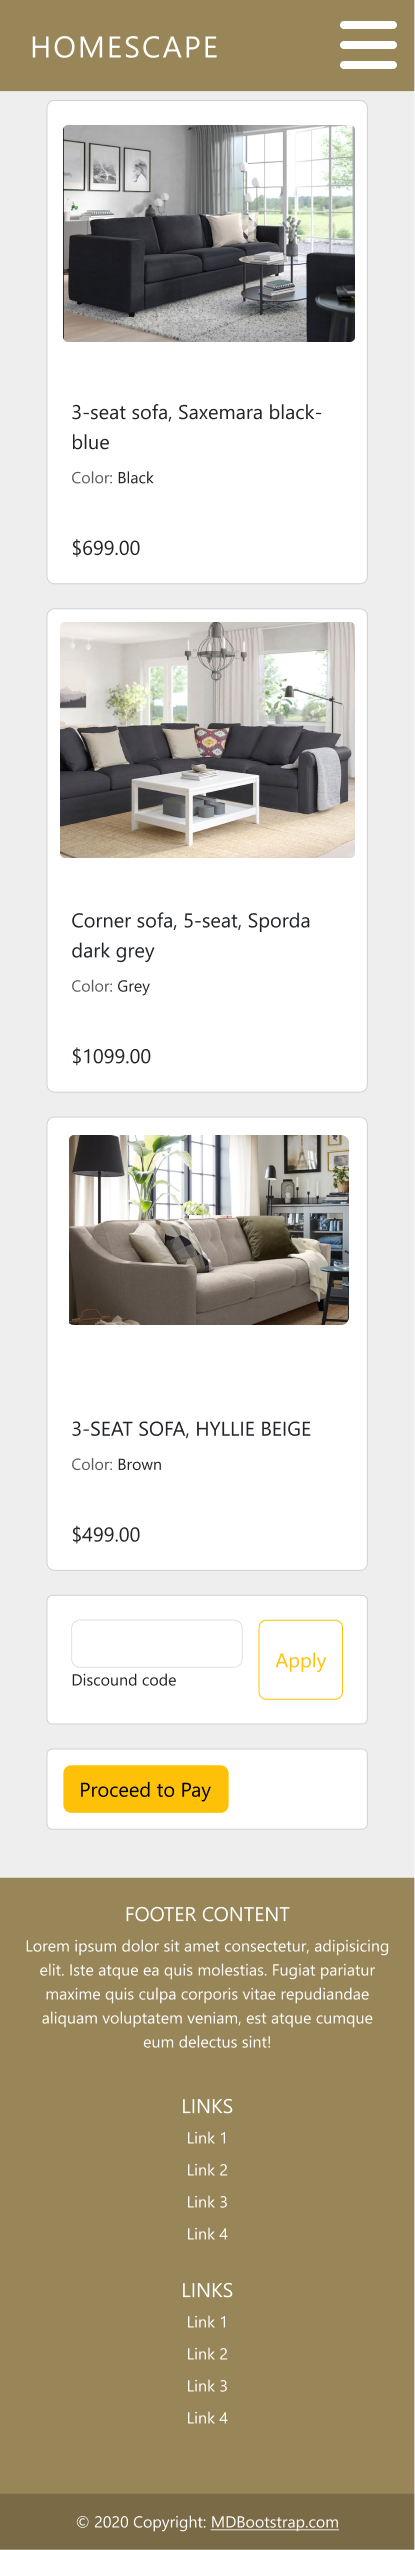 HOMESCAPE
3-seat sofa, Saxemara black-
blue
Color: Black
$699.00
Corner sofa, 5-seat, Sporda
dark grey
Color: Grey
$1099.00
3-SEAT SOFA, HYLLIE BEIGE
Color: Brown
$499.00
Apply
Discound code
Proceed to Pay
FOOTER CONTENT
Lorem ipsum dolor sit amet consectetur, adipisicing
elit. Iste atque ea quis molestias. Fugiat pariatur
maxime quis culpa corporis vitae repudiandae
aliquam voluptatem veniam, est atque cumque
eum delectus sint!
LINKS
Link 1
Link 2
Link 3
Link 4
LINKS
Link 1
Link 2
Link 3
Link 4
© 2020 Copyright: MDBootstrap.com